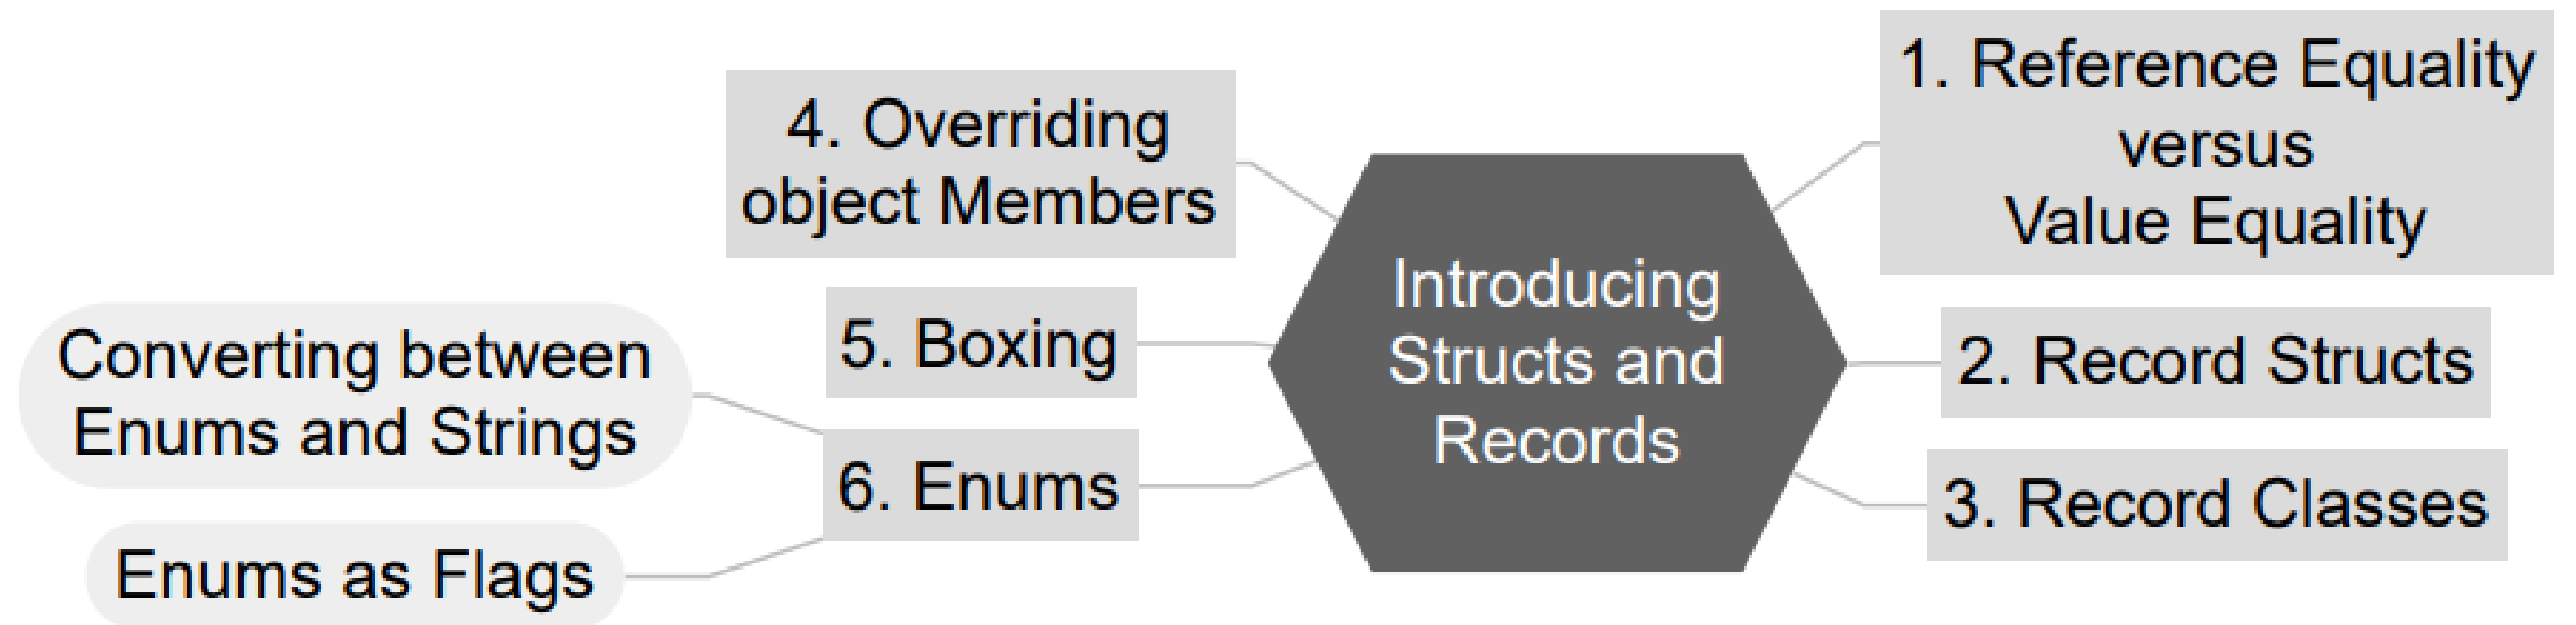 1. Reference Equality
versus
Value Equality
2. Record Structs
3. Record Classes
4. Overriding
object Members
5. Boxing
6. Enums
Converting between
Enums and Strings
Enums as Flags
Introducing
Structs and
Records